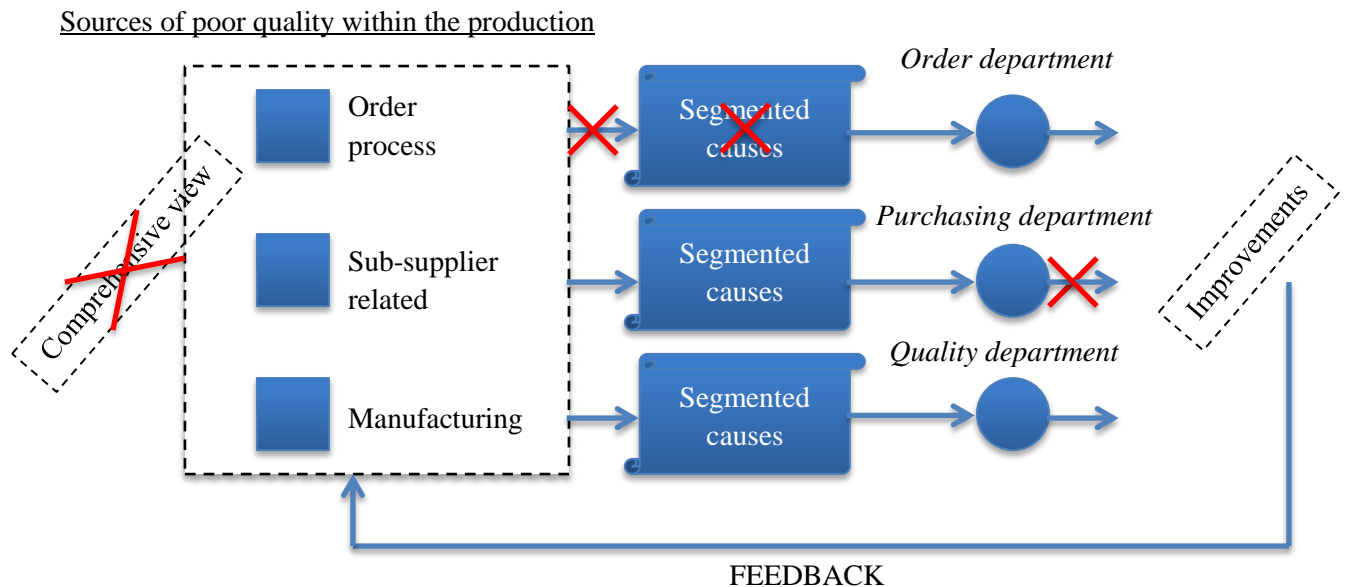 Sources of poor quality within the production
Order department
Order
process
Segmented
causes
Comprehensive view
Purchasing department
Sub-supplier
related
Segmented
causes
Improvements
Quality department
Manufacturing
Segmented
causes
FEEDBACK